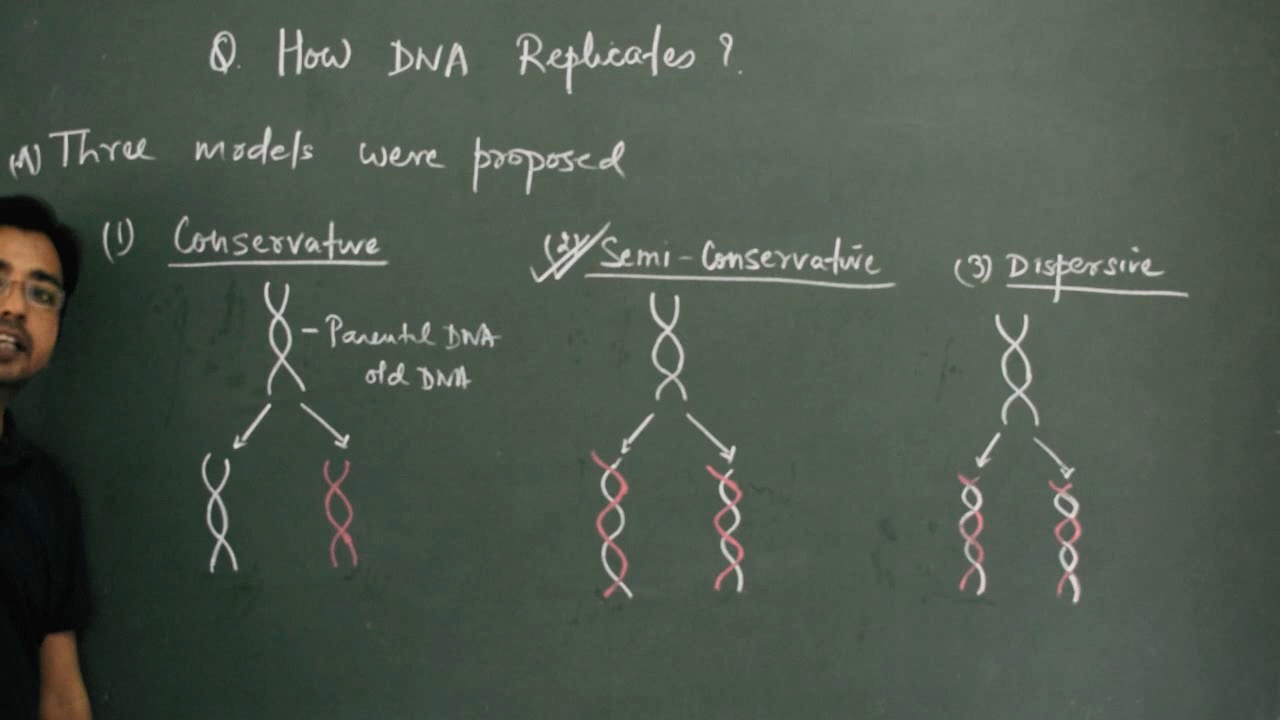 Q. How DNA Replicates ?
(A) Three models were proposed
(1) Conservative
(2) Semi-Conservative
(3) Dispersive
- Parental DNA
old DNA